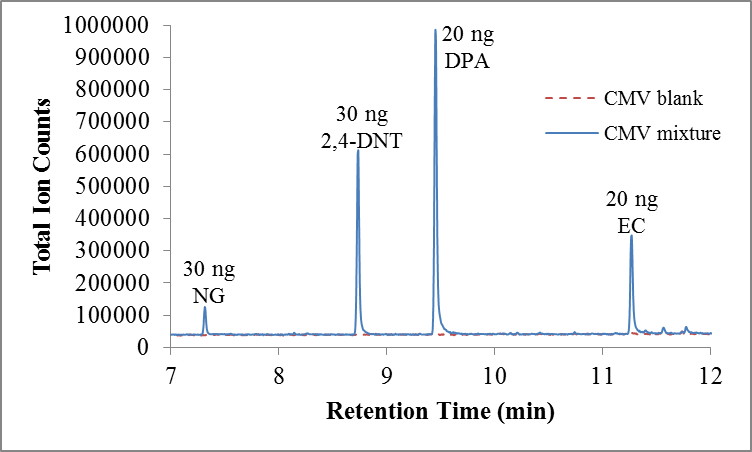 1000000
900000
800000
700000
600000
500000
400000
300000
200000
100000
0
Total Ion Counts
7
8
9
10
11
12
Retention Time (min)
30 ng
NG
30 ng
2,4-DNT
20 ng
DPA
20 ng
EC
CMV blank
CMV mixture